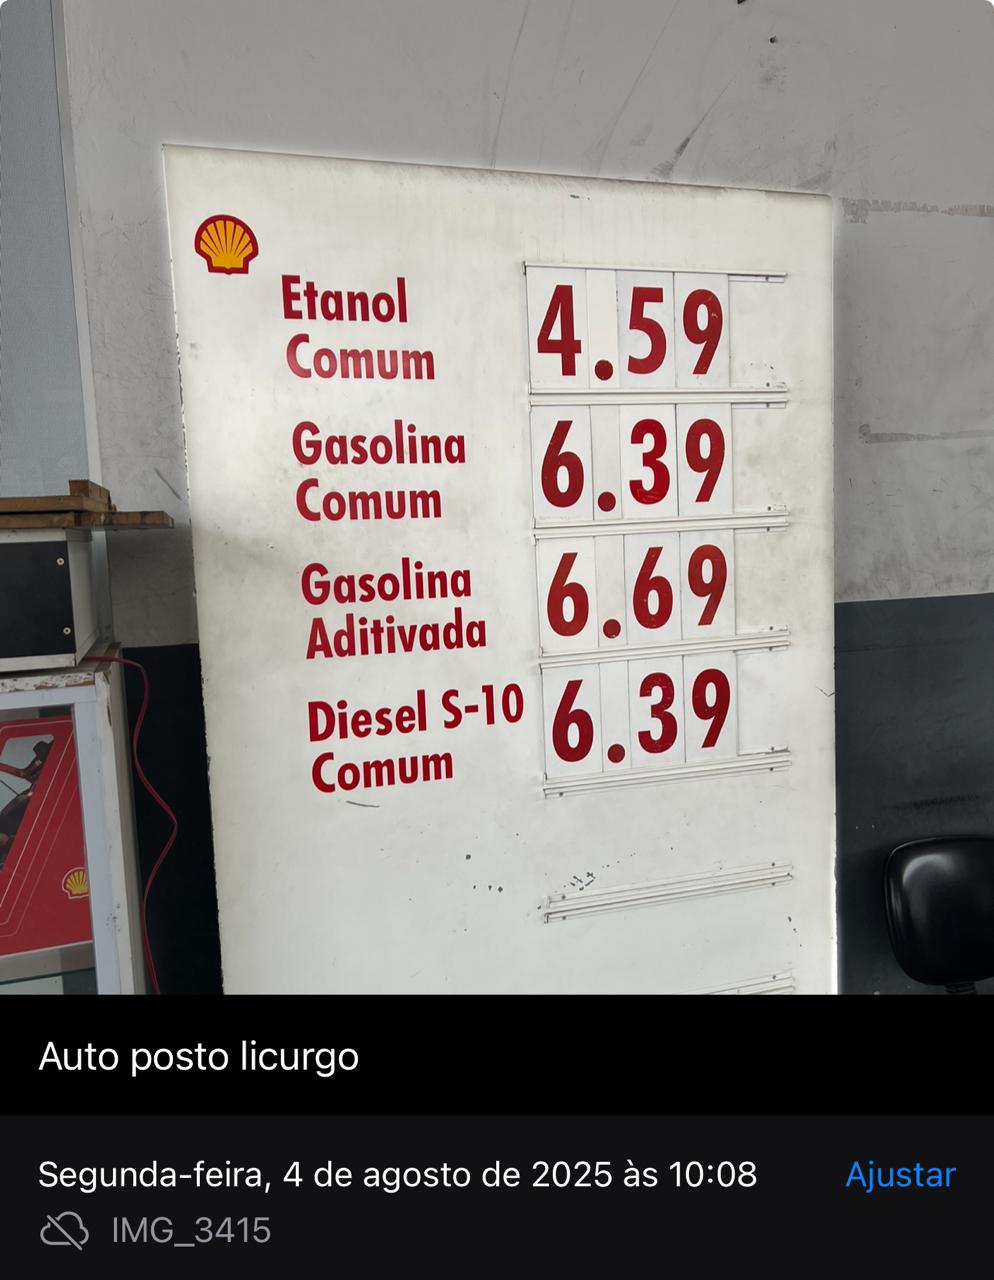 Etanol
Comum
4.59
Gasolina
Comum
6.39
Gasolina
Aditivada
6.69
Diesel S-10
Comum
6.39
Auto posto licurgo
Segunda-feira, 4 de agosto de 2025 às 10:08
Ajustar
IMG_3415